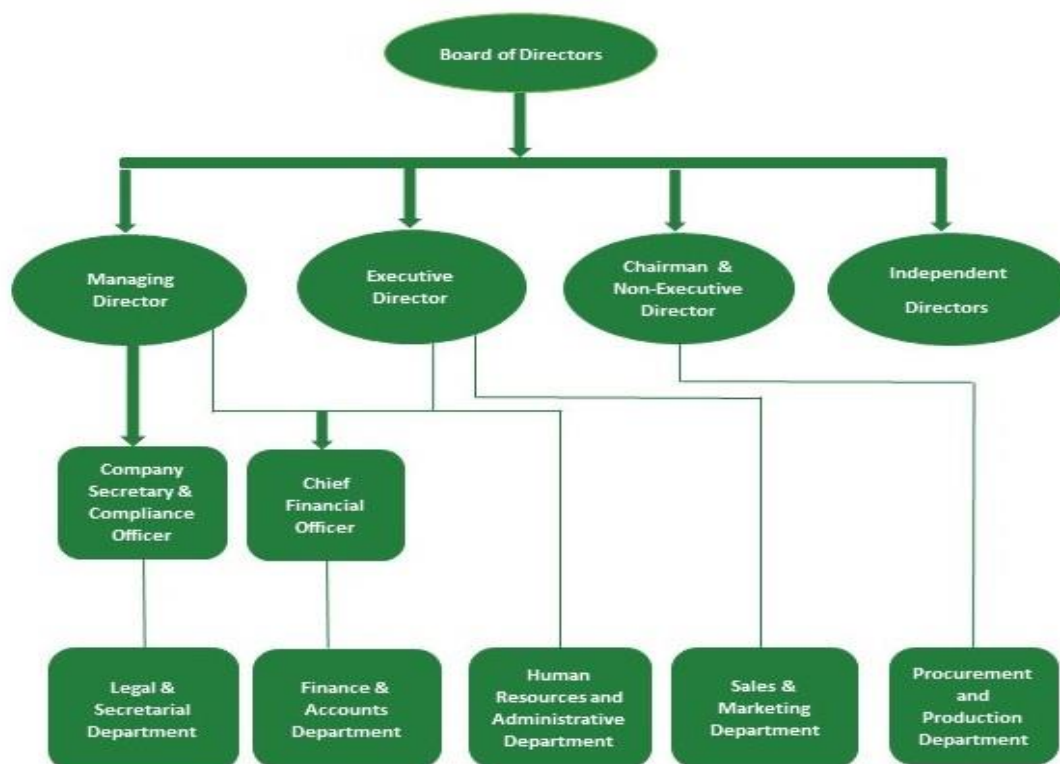 Board of Directors
Managing
Director
Executive
Director
Chairman &
Non-Executive
Director
Independent
Directors
Company
Secretary &
Compliance
Officer
Chief
Financial
Officer
Legal &
Secretarial
Department
Finance &
Accounts
Department
Human
Resources and
Administrative
Department
Sales &
Marketing
Department
Procurement
and
Production
Department